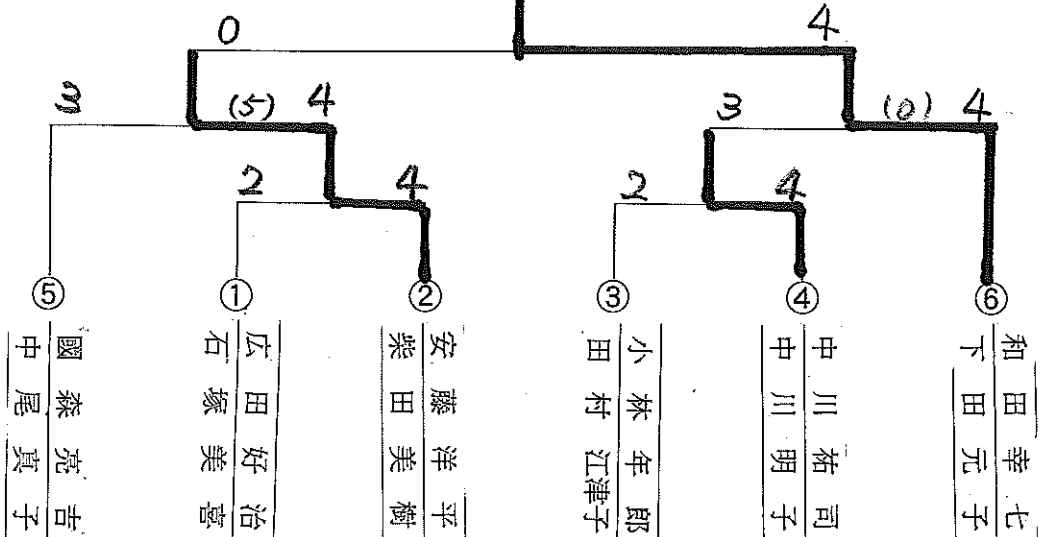 0 4
3 (5) 4 3 (0) 4
2 4 2 4
⑤ ① ② ③ ④ ⑥
國森亮吉
中尾真子
広田好治
石塚美喜
安藤洋平
柴田美樹
小林年郎
田村江津子
中川祐司
中川明子
和田幸七
下田元子